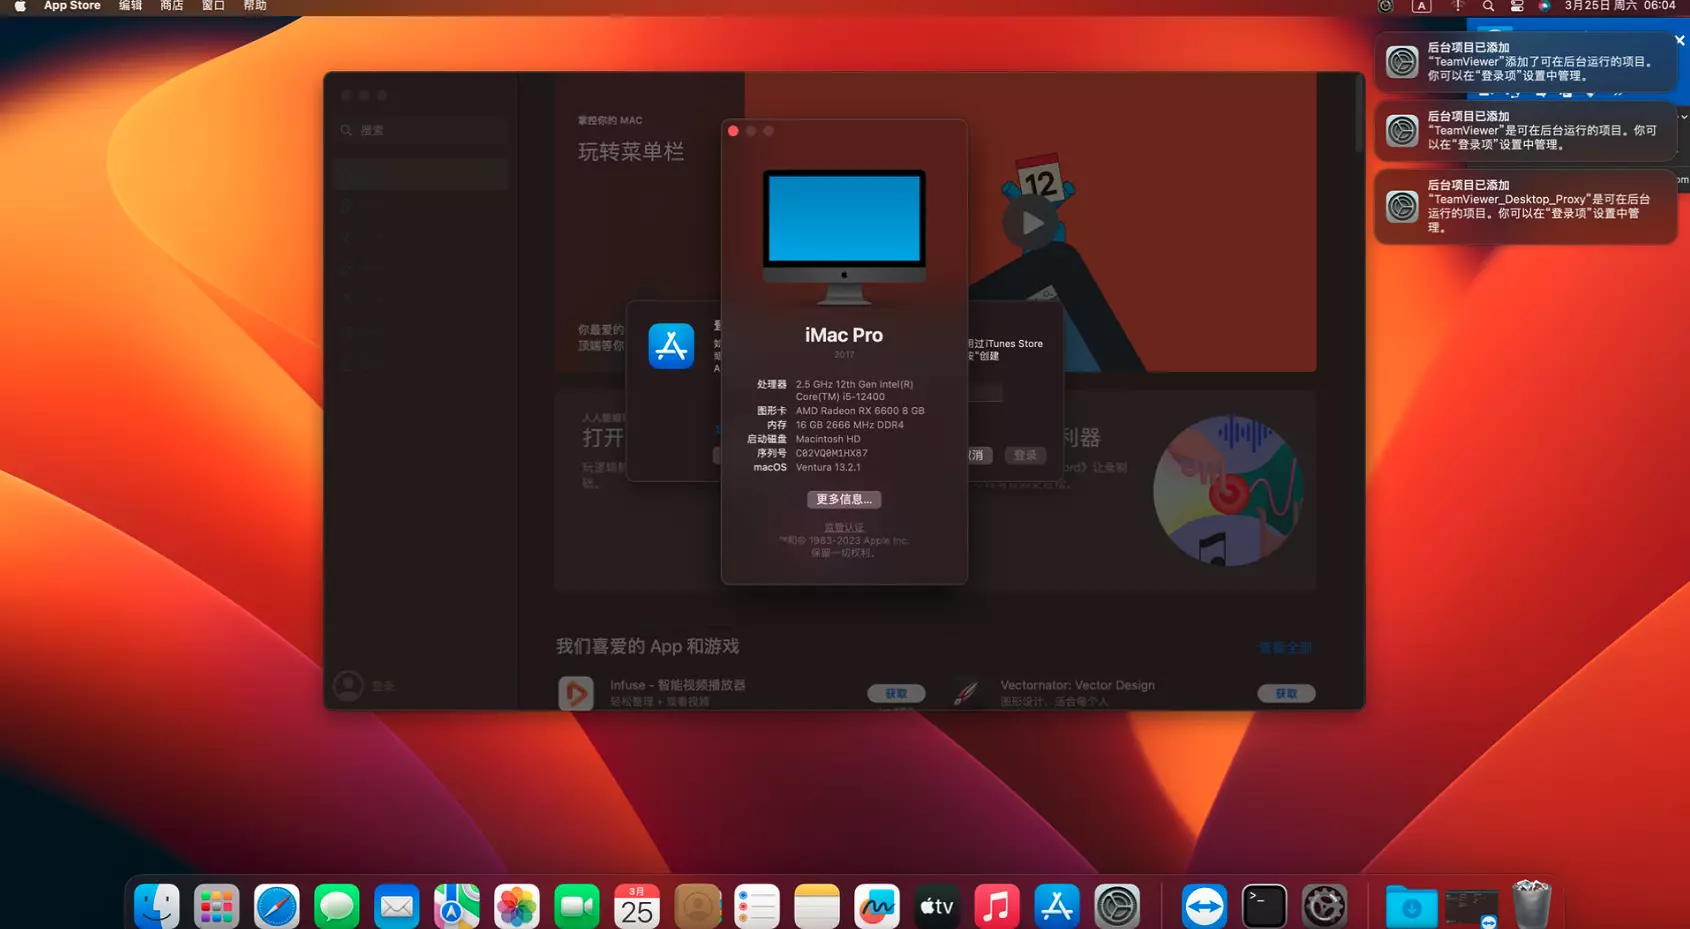 App Store 编辑 商店 窗口 帮助
A
3月25日 周六 06:04
后台项目已添加
“TeamViewer”添加了可在后台运行的项目。
你可以在“登录项”设置中管理。
后台项目已添加
“TeamViewer”是可在后台运行的项目。你可
以在“登录项”设置中管理。
后台项目已添加
“TeamViewer_Desktop_Proxy”是可在后台
运行的项目。你可以在“登录项”设置中管
理。
om
搜索
掌控你的 MAC
玩转菜单栏
12
你最爱的
顶端等你
用过 iTunes Store
“创建
iMac Pro
2017
处理器 2.5 GHz 12th Gen Intel(R)
Core(TM) i5-12400
图形卡 AMD Radeon RX 6600 8 GB
内存 16 GB 2666 MHz DDR4
启动磁盘 Macintosh HD
序列号 C02VQ0M1HX87
macOS Ventura 13.2.1
更多信息...
监管认证
™和© 1983-2023 Apple Inc.
保留一切权利。
消 登录
打开
利器
础。
我们喜爱的 App 和游戏
查看全部
登录
Infuse - 智能视频播放器
轻松整理 + 观看视频
获取
Vectornator: Vector Design
图形设计，适合每个人
获取
3月
25
tv